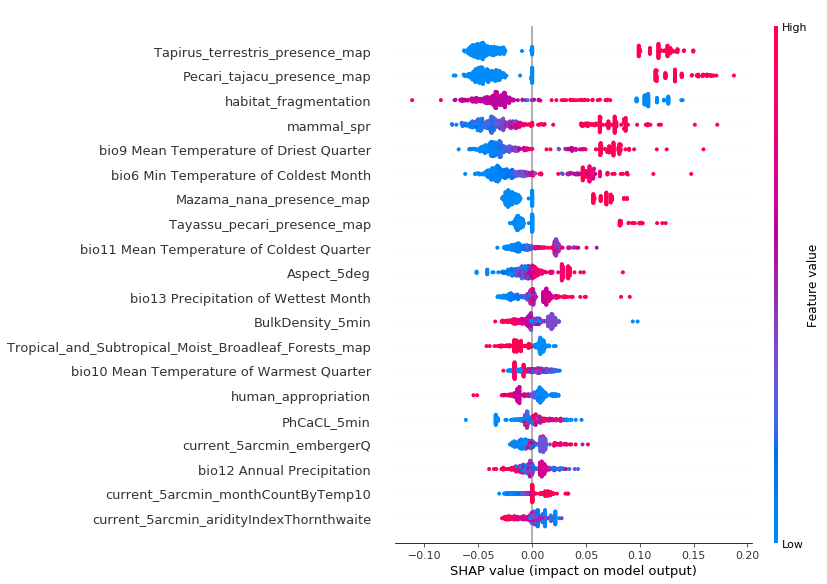 High
Tapirus_terrestris_presence_map
Pecari_tajacu_presence_map
habitat_fragmentation
mammal_spr
bio9 Mean Temperature of Driest Quarter
bio6 Min Temperature of Coldest Month
Mazama_nana_presence_map
Tayassu_pecari_presence_map
bio11 Mean Temperature of Coldest Quarter
Aspect_5deg
bio13 Precipitation of Wettest Month
BulkDensity_5min
Tropical_and_Subtropical_Moist_Broadleaf_Forests_map
bio10 Mean Temperature of Warmest Quarter
human_appropriation
PhCaCL_5min
current_5arcmin_embergerQ
bio12 Annual Precipitation
current_5arcmin_monthCountByTemp10
current_5arcmin_aridityIndexThornthwaite
Feature value
Low
−0.10 −0.05 0.00 0.05 0.10 0.15 0.20
SHAP value (impact on model output)